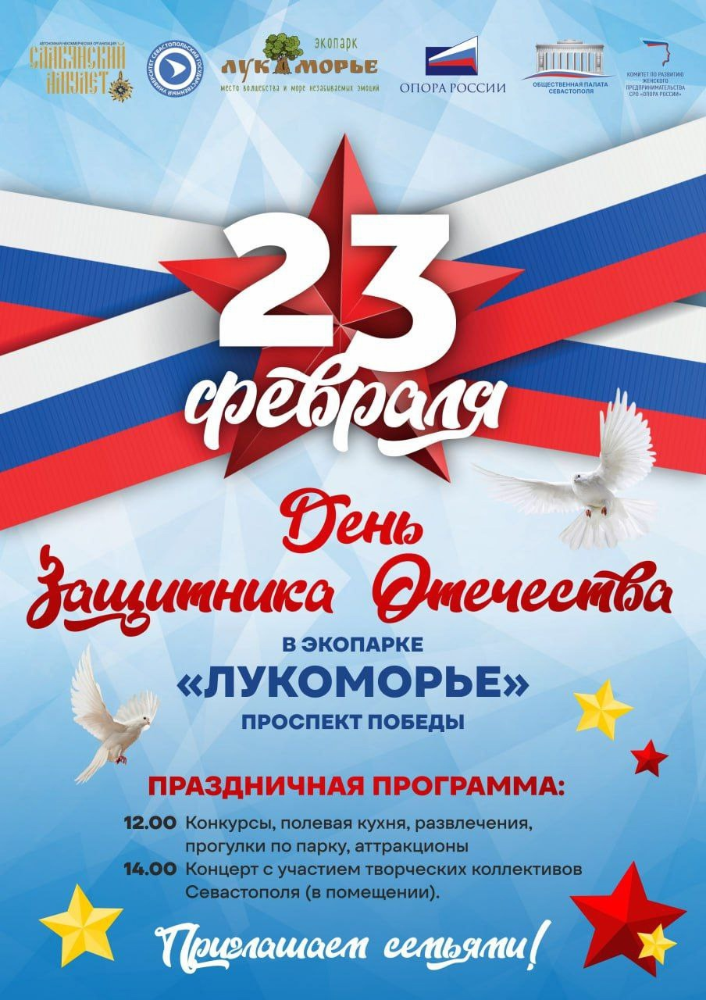 АВТОНОМНАЯ НЕКОММЕРЧЕСКАЯ ОРГАНИЗАЦИЯ
СЛАВЯНСКИЙ
АМУЛЕТ
СЕВАСТОПОЛЬСКИЙ ГОСУДАРСТВЕННЫЙ УНИВЕРСИТЕТ
ЭКОПАРК
ЛУКОМОРЬЕ
место волшебства и море незабываемых эмоций
ОПОРА РОССИИ
ОБЩЕСТВЕННАЯ ПАЛАТА
СЕВАСТОПОЛЯ
КОМИТЕТ ПО РАЗВИТИЮ
ЖЕНСКОГО
ПРЕДПРИНИМАТЕЛЬСТВА
СРО «ОПОРА РОССИИ»
23
февраля
День
Защитника Отечества
В ЭКОПАРКЕ
«ЛУКОМОРЬЕ»
ПРОСПЕКТ ПОБЕДЫ
ПРАЗДНИЧНАЯ ПРОГРАММА:
12.00 Конкурсы, полевая кухня, развлечения,
прогулки по парку, аттракционы
14.00 Концерт с участием творческих коллективов
Севастополя (в помещении).
Приглашаем семьями!